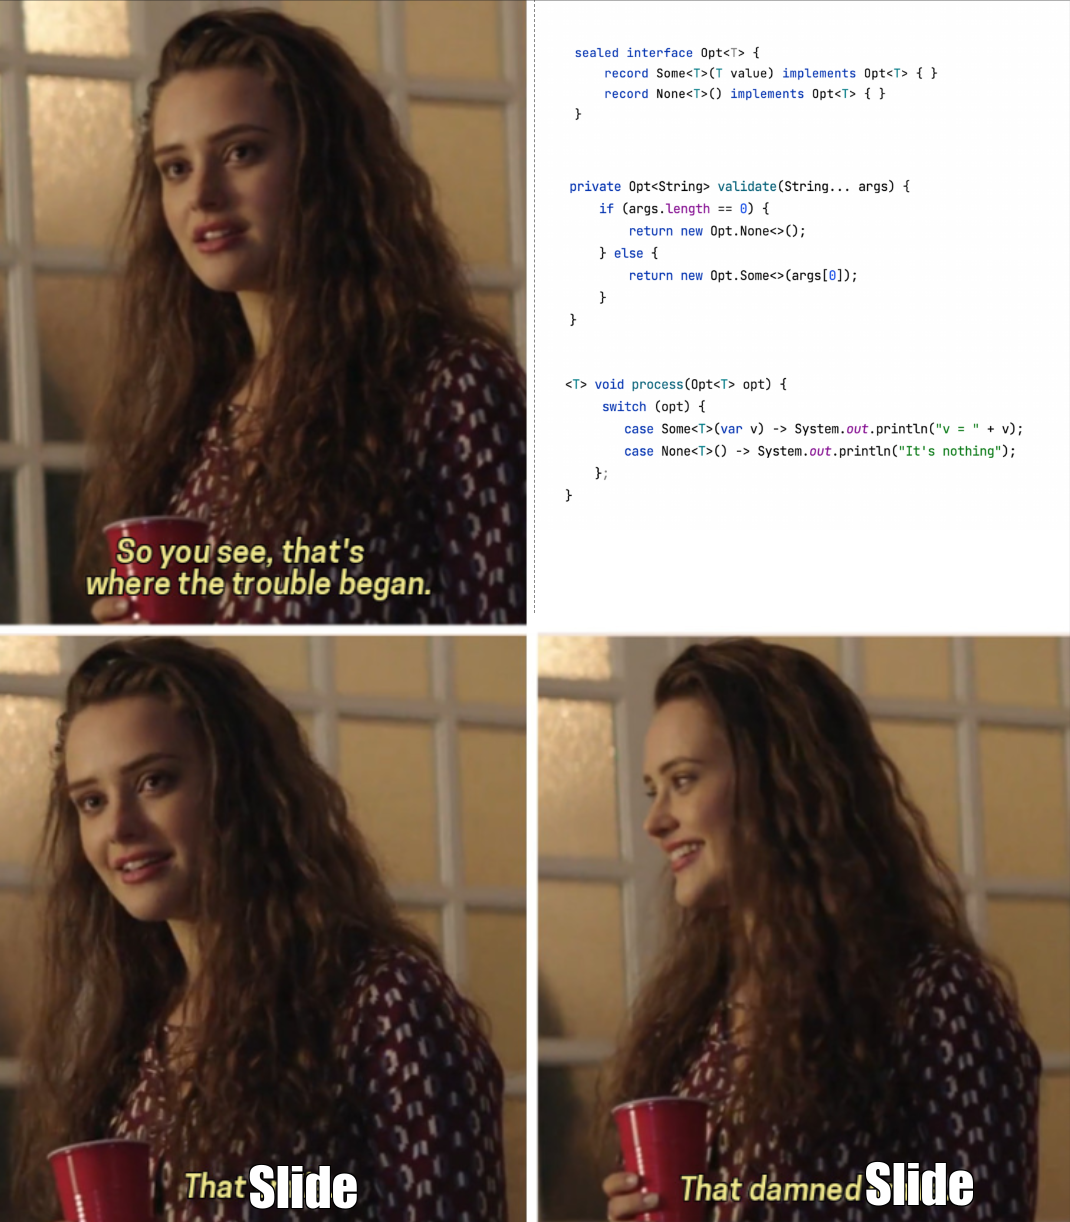 So you see, that's
where the trouble began.
sealed interface Opt<T> {
    record Some<T>(T value) implements Opt<T> { }
    record None<T>() implements Opt<T> { }
}
private Opt<String> validate(String... args) {
    if (args.length == 0) {
        return new Opt.None<>();
    } else {
        return new Opt.Some<>(args[0]);
    }
}
<T> void process(Opt<T> opt) {
    switch (opt) {
        case Some<T>(var v) -> System.out.println("v = " + v);
        case None<T>() -> System.out.println("It's nothing");
    };
}
That Slide
That damned Slide